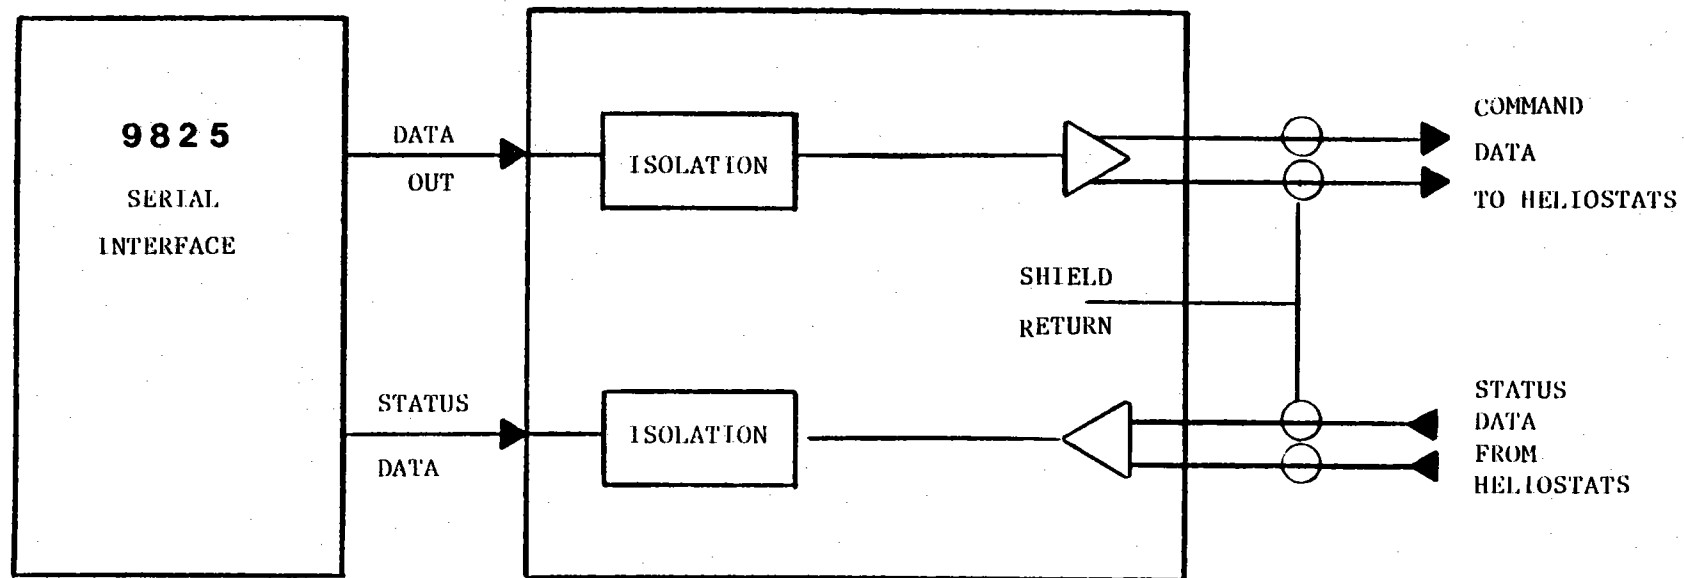 9825
SERIAL
INTERFACE
DATA
OUT
ISOLATION
COMMAND
DATA
TO HELIOSTATS
SHIELD
RETURN
STATUS
DATA
ISOLATION
STATUS
DATA
FROM
HELIOSTATS